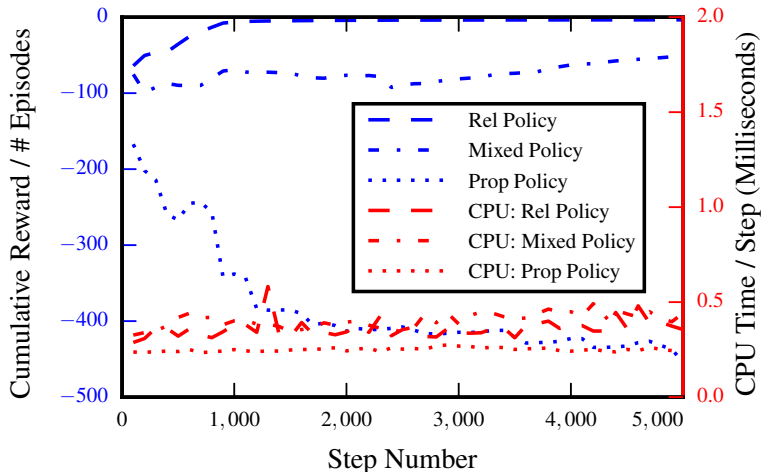 −0
−100
−200
−300
−400
−500
Cumulative Reward / # Episodes
2.0
1.5
1.0
0.5
0.0
CPU Time / Step (Milliseconds)
Rel Policy
Mixed Policy
Prop Policy
CPU: Rel Policy
CPU: Mixed Policy
CPU: Prop Policy
0 1,000 2,000 3,000 4,000 5,000
Step Number